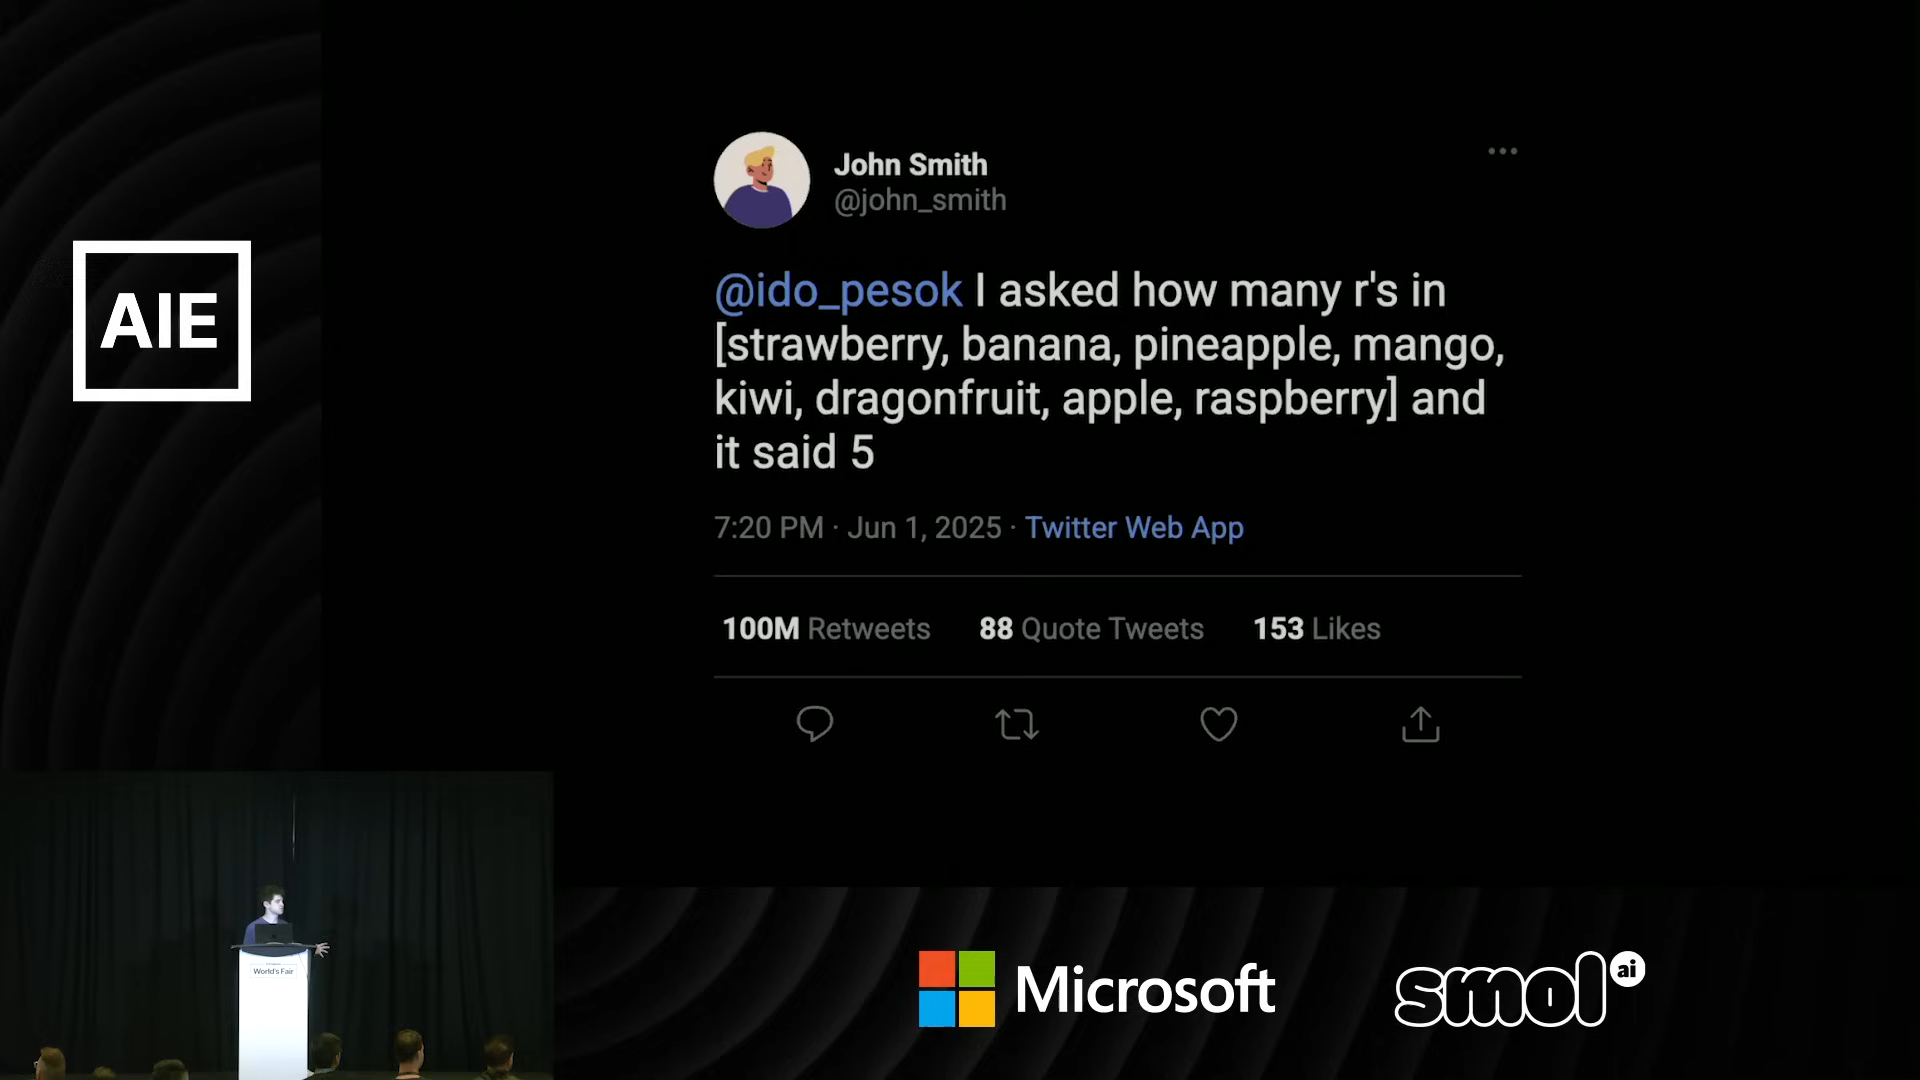 AIE
John Smith
@john_smith
@ido_pesok I asked how many r's in
[strawberry, banana, pineapple, mango,
kiwi, dragonfruit, apple, raspberry] and
it said 5
7:20 PM · Jun 1, 2025 · Twitter Web App
100M Retweets 88 Quote Tweets 153 Likes
World's Fair
Microsoft
smol ai